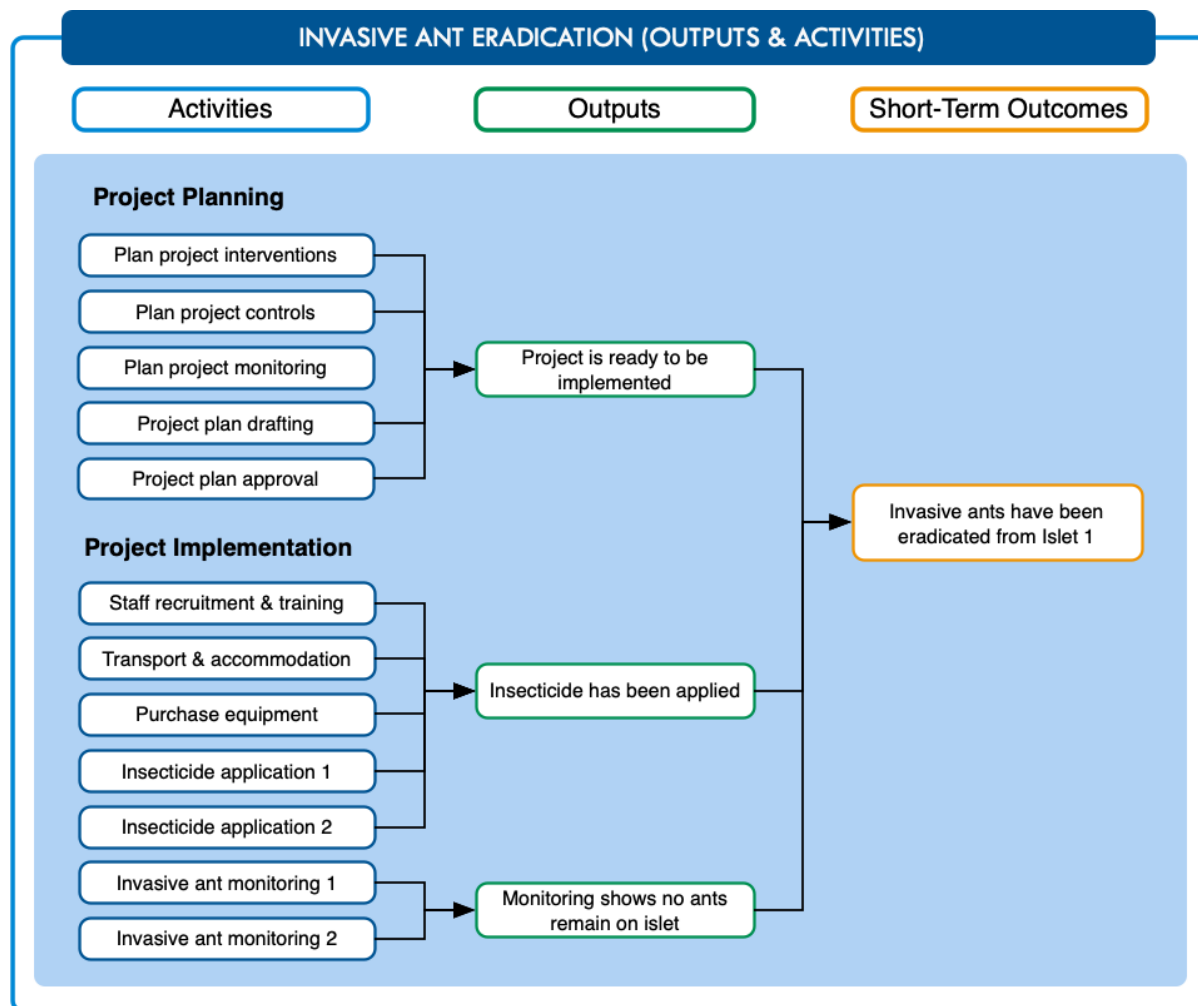 INVASIVE ANT ERADICATION (OUTPUTS & ACTIVITIES)
Activities
Outputs
Short-Term Outcomes
Project Planning
Plan project interventions
Plan project controls
Plan project monitoring
Project plan drafting
Project plan approval
Project is ready to be
implemented
Project Implementation
Staff recruitment & training
Transport & accommodation
Purchase equipment
Insecticide application 1
Insecticide application 2
Insecticide has been applied
Invasive ant monitoring 1
Invasive ant monitoring 2
Monitoring shows no ants
remain on islet
Invasive ants have been
eradicated from Islet 1